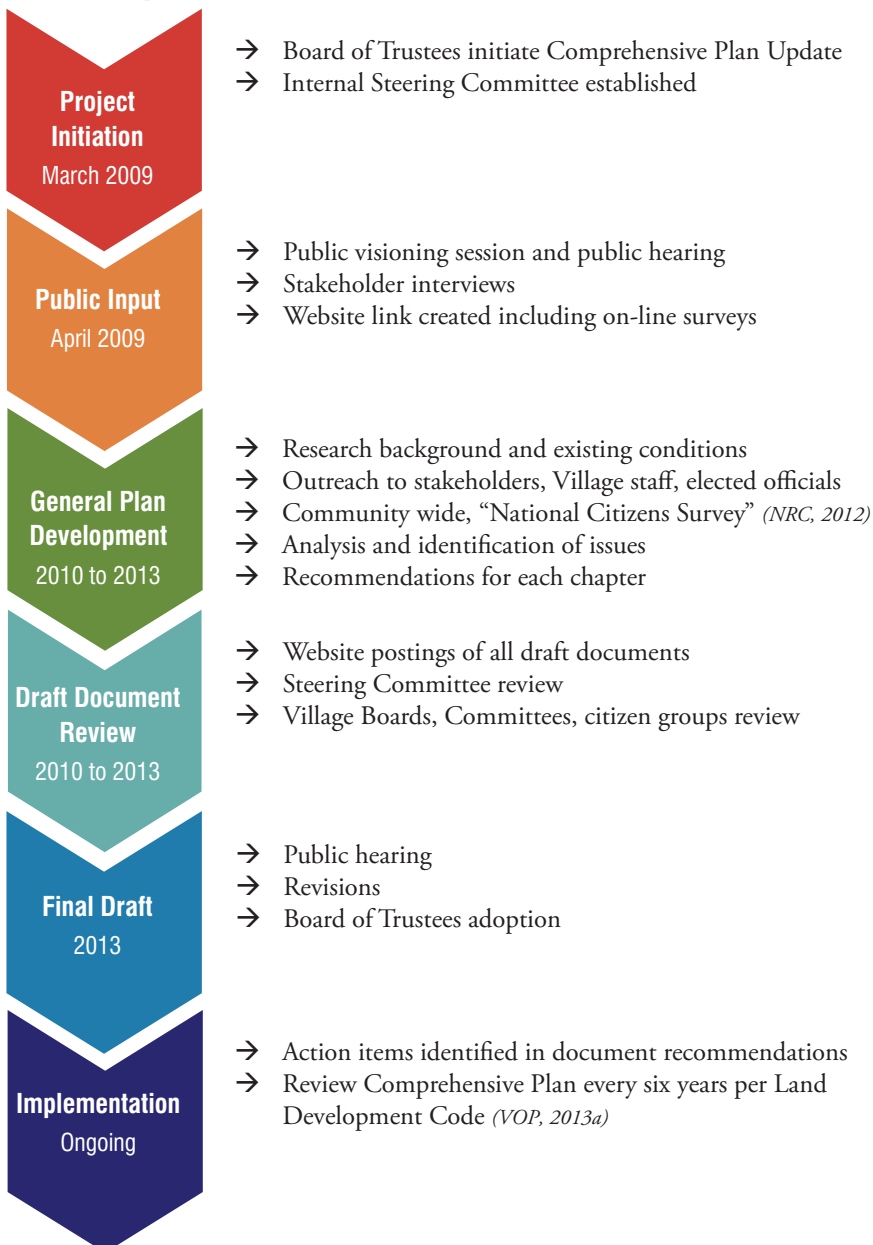 Project
Initiation
March 2009
→ Board of Trustees initiate Comprehensive Plan Update
→ Internal Steering Committee established
Public Input
April 2009
→ Public visioning session and public hearing
→ Stakeholder interviews
→ Website link created including on-line surveys
General Plan
Development
2010 to 2013
→ Research background and existing conditions
→ Outreach to stakeholders, Village staff, elected officials
→ Community wide, “National Citizens Survey” (NRC, 2012)
→ Analysis and identification of issues
→ Recommendations for each chapter
Draft Document
Review
2010 to 2013
→ Website postings of all draft documents
→ Steering Committee review
→ Village Boards, Committees, citizen groups review
Final Draft
2013
→ Public hearing
→ Revisions
→ Board of Trustees adoption
Implementation
Ongoing
→ Action items identified in document recommendations
→ Review Comprehensive Plan every six years per Land
Development Code (VOP, 2013a)